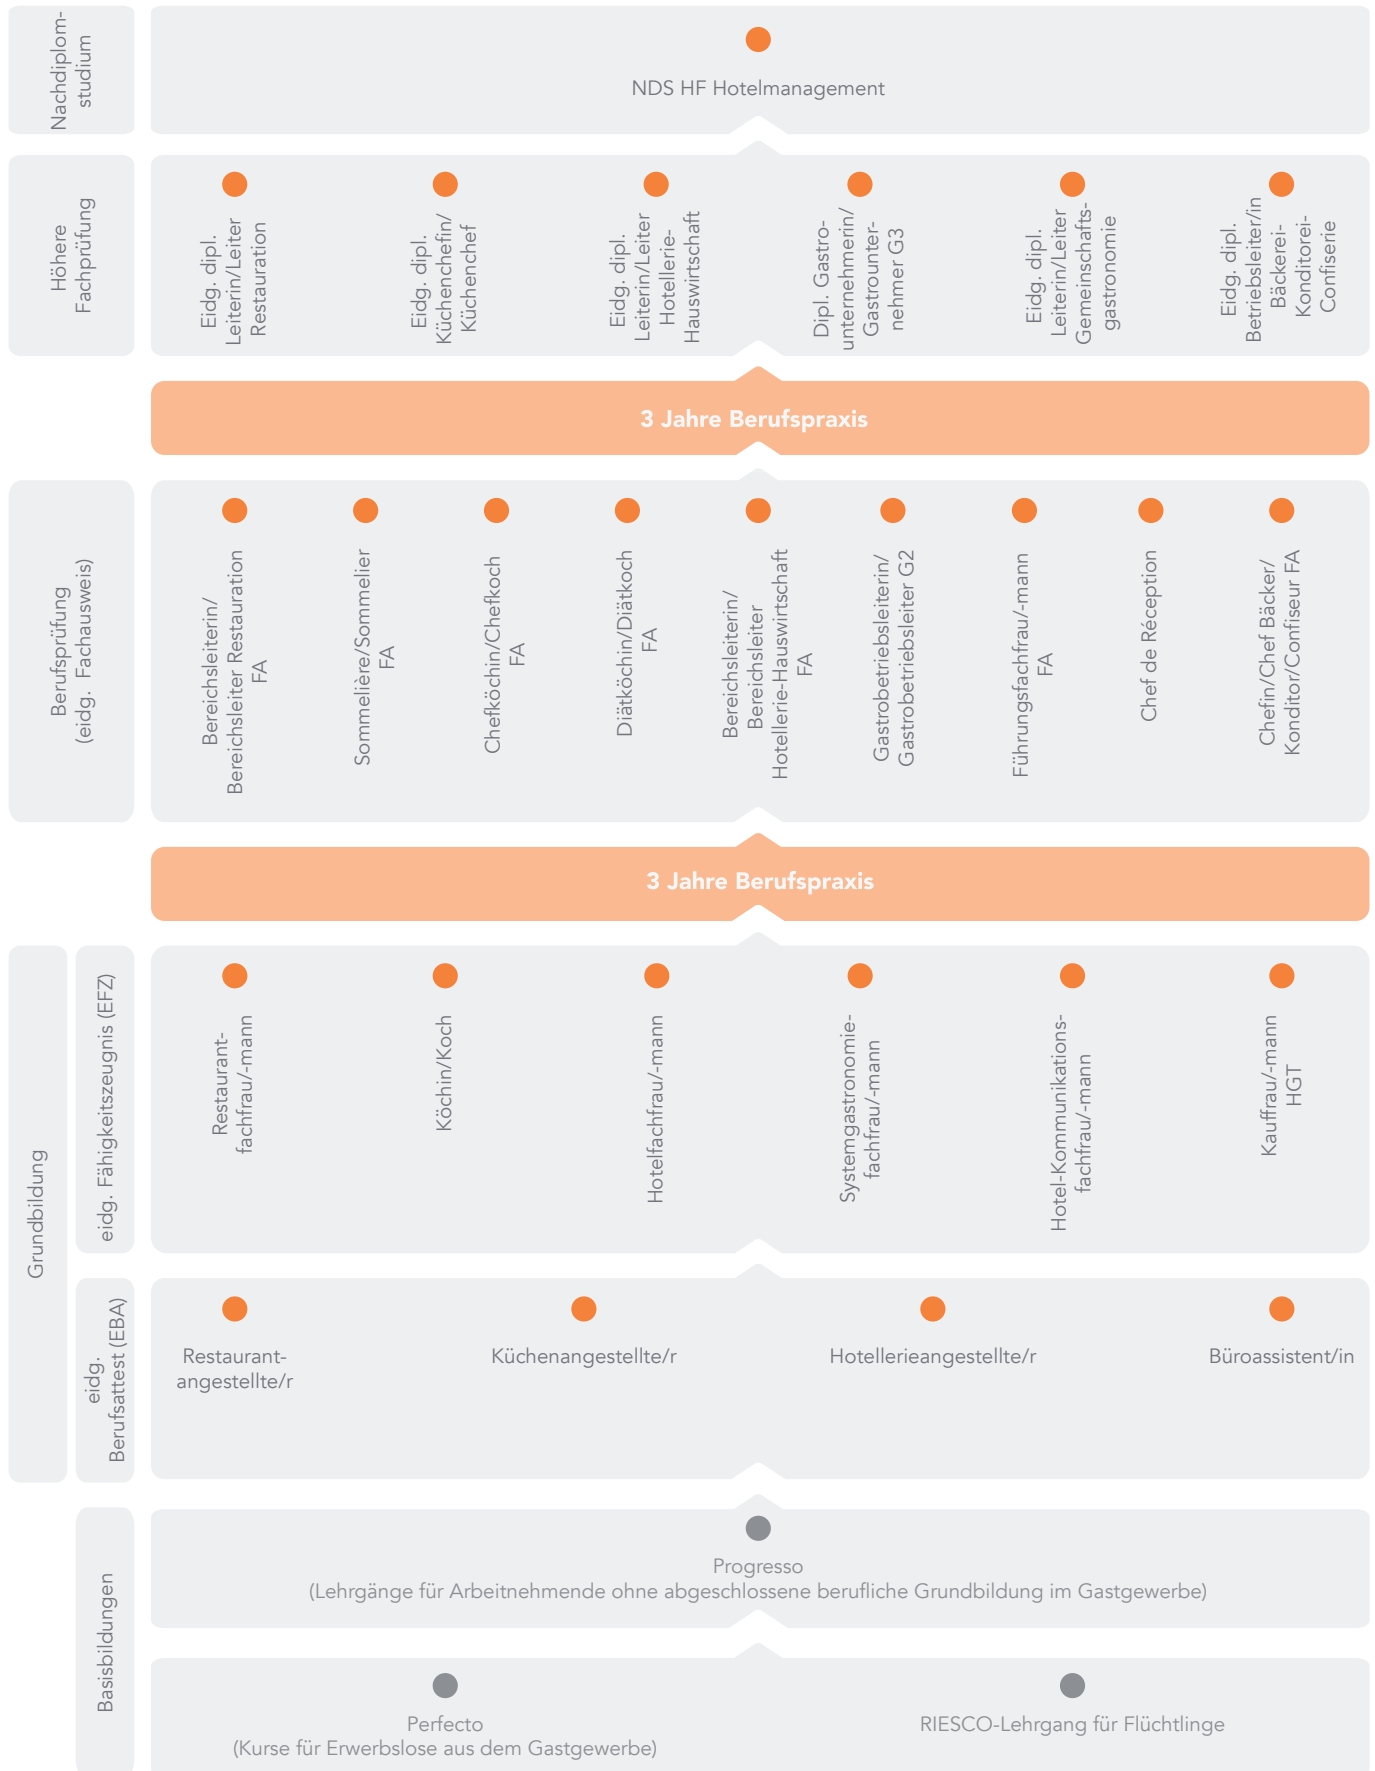 Nachdiplom-
studium
NDS HF Hotelmanagement
Höhere
Fachprüfung
Eidg. dipl.
Leiterin/Leiter
Restauration
Eidg. dipl.
Küchenchefin/
Küchenchef
Eidg. dipl.
Leiterin/Leiter
Hotellerie-
Hauswirtschaft
Dipl. Gastro-
unternehmerin/
Gastrounter-
nehmer G3
Eidg. dipl.
Leiterin/Leiter
Gemeinschafts-
gastronomie
Eidg. dipl.
Betriebsleiter/in
Bäckerei-
Konditorei-
Confiserie
3 Jahre Berufspraxis
Berufsprüfung
(eidg. Fachausweis)
Bereichsleiterin/
Bereichsleiter Restauration
FA
Sommelière/Sommelier
FA
Chefköchin/Chefkoch
FA
Diätköchin/Diätkoch
FA
Bereichsleiterin/
Bereichsleiter
Hotellerie-Hauswirtschaft
FA
Gastrobetriebsleiterin/
Gastrobetriebsleiter G2
Führungsfachfrau/-mann
FA
Chef de Réception
Chefin/Chef Bäcker/
Konditor/Confiseur FA
3 Jahre Berufspraxis
Grundbildung
eidg. Fähigkeitszeugnis (EFZ)
Restaurant-
fachfrau/-mann
Köchin/Koch
Hotelfachfrau/-mann
Systemgastronomie-
fachfrau/-mann
Hotel-Kommunikations-
fachfrau/-mann
Kauffrau/-mann
HGT
eidg.
Berufsattest (EBA)
Restaurant-
angestellte/r
Küchenangestellte/r
Hotellerieangestellte/r
Büroassistent/in
Basisbildungen
Progresso
(Lehrgänge für Arbeitnehmende ohne abgeschlossene berufliche Grundbildung im Gastgewerbe)
Perfecto
(Kurse für Erwerbslose aus dem Gastgewerbe)
RIESCO-Lehrgang für Flüchtlinge